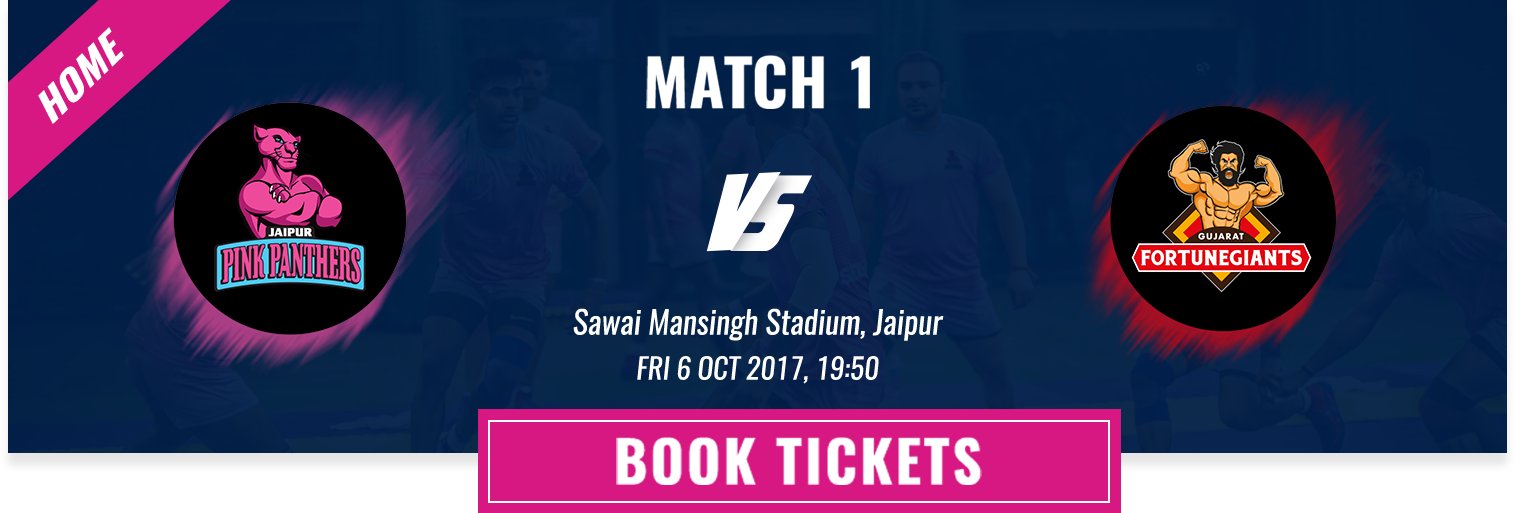 HOME
MATCH 1
JAIPUR
PINK PANTHERS
VS
GUJARAT
FORTUNEGIANTS
Sawai Mansingh Stadium, Jaipur
FRI 6 OCT 2017, 19:50
BOOK TICKETS